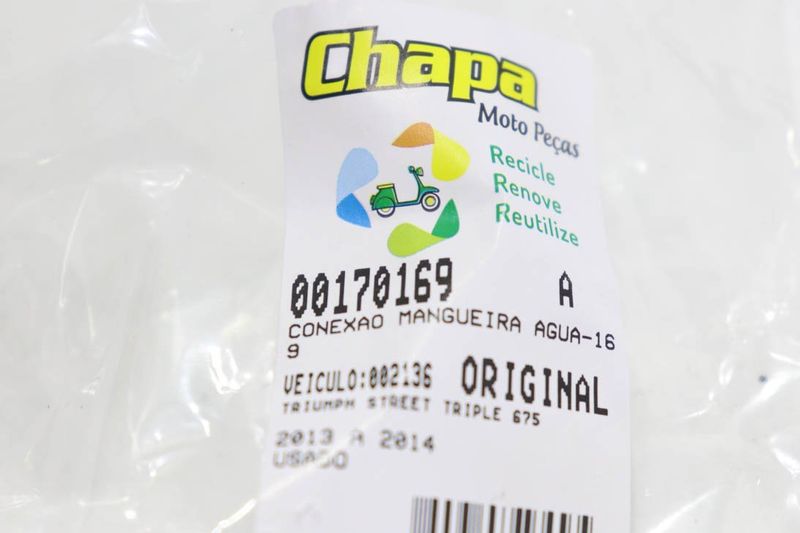 Chapa
Moto Peças
Recicle
Renove
Reutilize
00170169 A
CONEXAO MANGUEIRA AGUA-16
9
VEICULO:002136 ORIGINAL
TRIUMPH STREET TRIPLE 675
2013 A 2014
USADO